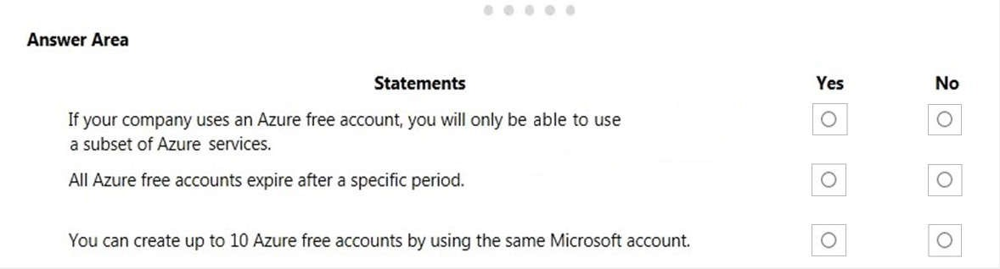 Answer Area
Statements Yes No
If your company uses an Azure free account, you will only be able to use
a subset of Azure services.
All Azure free accounts expire after a specific period.
You can create up to 10 Azure free accounts by using the same Microsoft account.